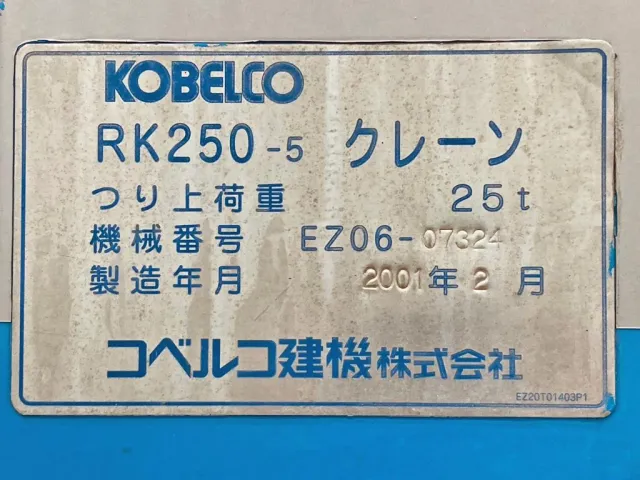 KOBELCO
RK250-5 クレーン
つり上荷重 25t
機械番号 EZ06-07324
製造年月 2001年2月
コベルコ建機株式会社
EZ20T01403P1